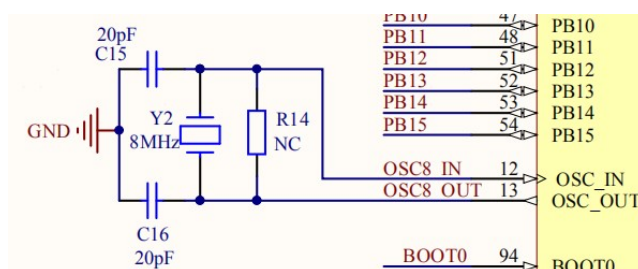 20pF
C15
GND
Y2
8MHz
R14
NC
C16
20pF
PB10 47 PB10
PB11 48 PB11
PB12 51 PB12
PB13 52 PB13
PB14 53 PB14
PB15 54 PB15
OSC8_IN 12 OSC_IN
OSC8_OUT 13 OSC_OUT
BOOT0 94 BOOT0